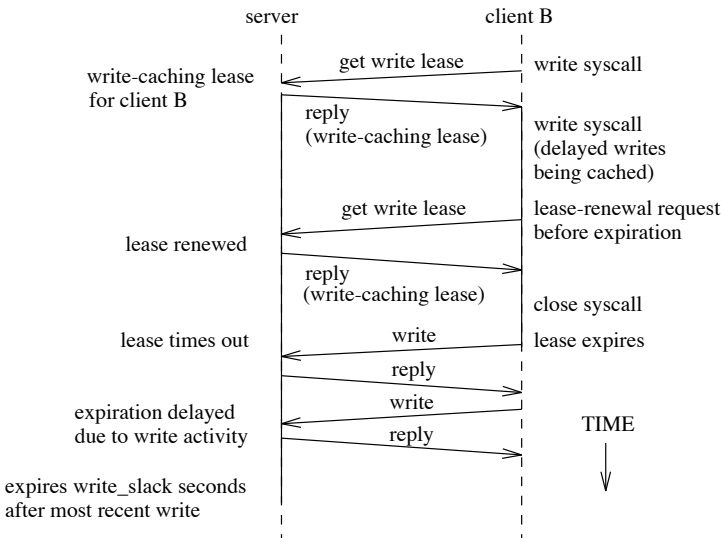 server
client B
get write lease
write syscall
write-caching lease
for client B
reply
(write-caching lease)
write syscall
(delayed writes
being cached)
get write lease
lease-renewal request
before expiration
lease renewed
reply
(write-caching lease)
close syscall
lease times out
write
lease expires
reply
expiration delayed
due to write activity
write
reply
TIME
expires write_slack seconds
after most recent write